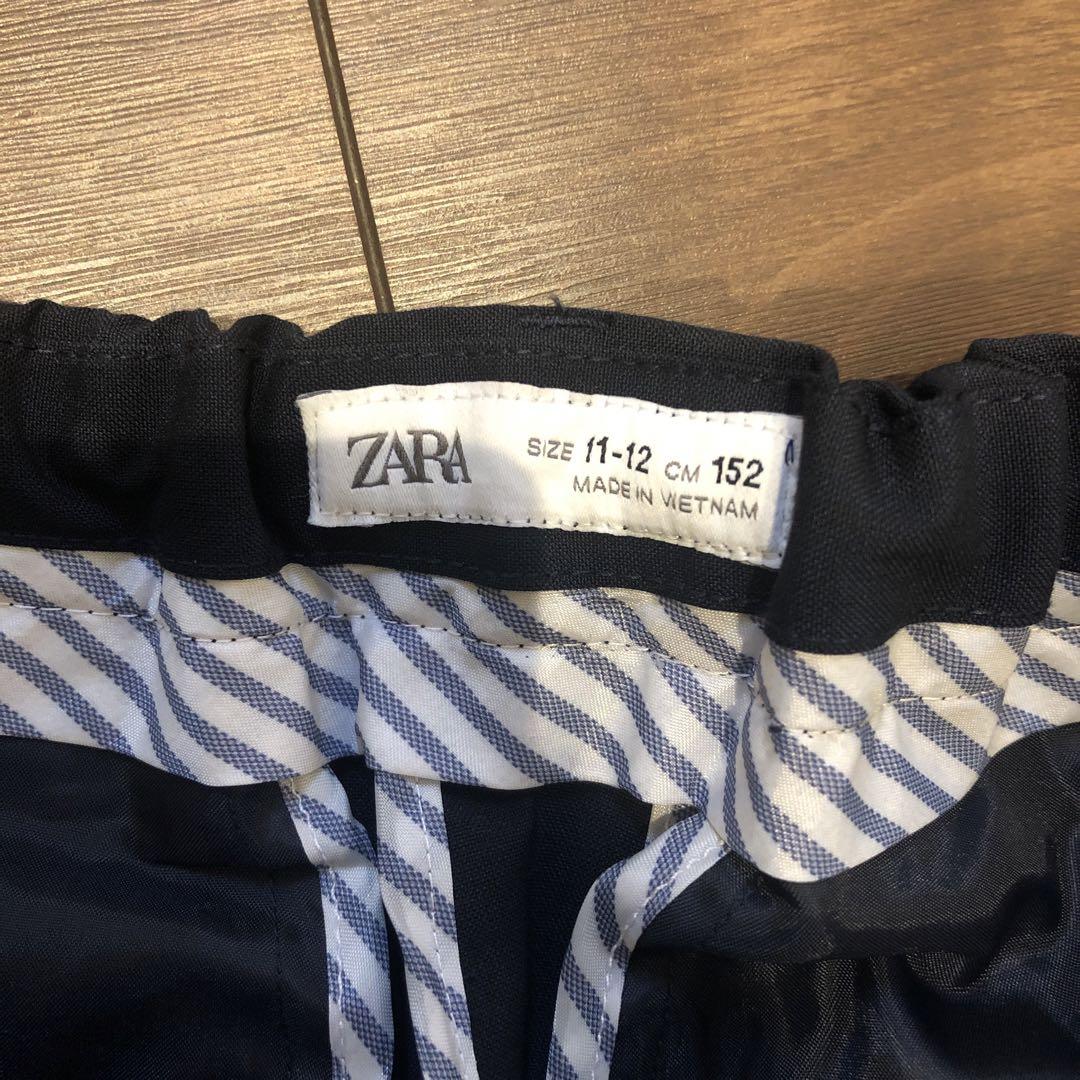 ZARA
SIZE 11-12 CM 152
MADE IN VIETNAM